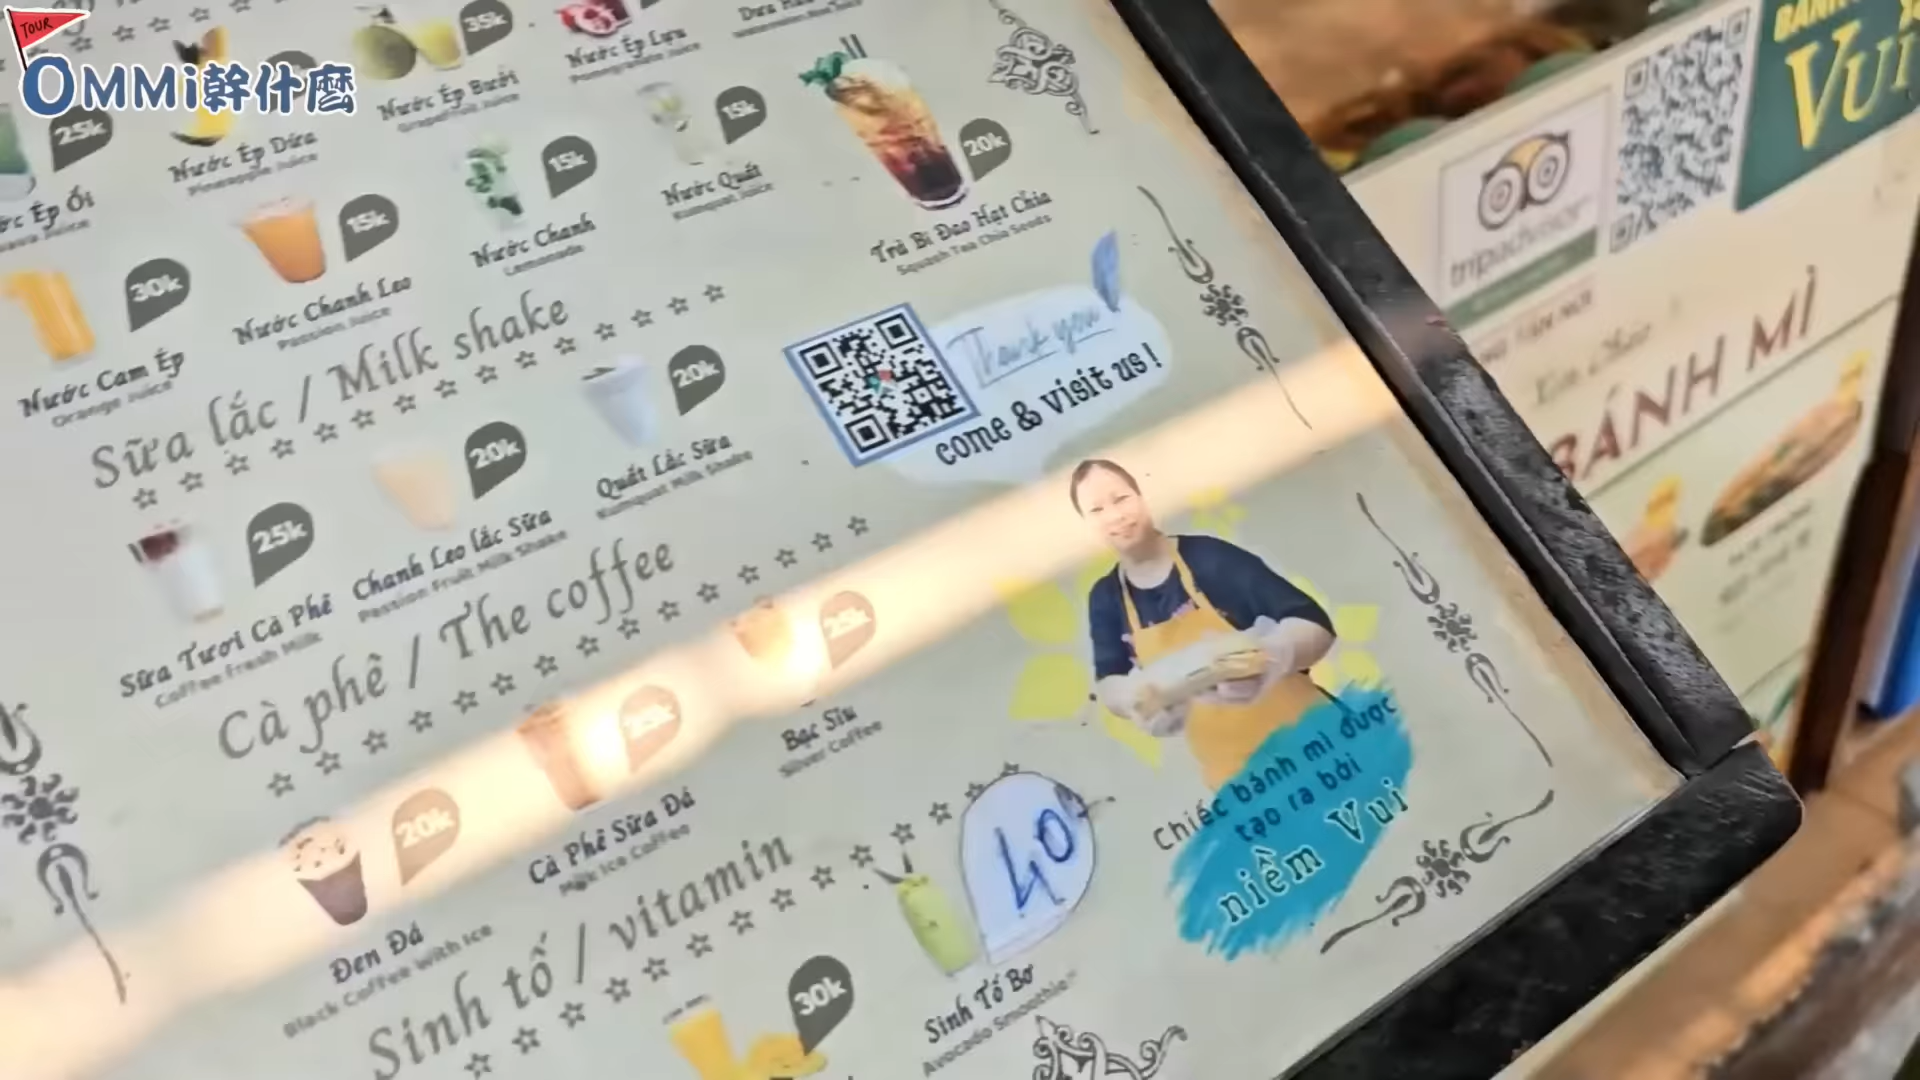 TOUR
OMMi幹什麼
35k
Nước Ép Bưởi
Grapefruit Juice
Nước Ép Lựu
Pomegranate Juice
25k
Nước Ép Dứa
Pineapple Juice
15k
Nước Chanh
Lemonade
15k
Nước Quất
Kumquat Juice
20k
Trà Bí Đao Hạt Chia
Squash Tea Chia Seeds
Ép Ổi
30k
Nước Cam Ép
Orange Juice
15k
Nước Chanh Leo
Passion Juice
Sữa lắc / Milk shake
25k
Sữa Tươi Cà Phê
Coffee Fresh Milk
20k
Chanh Leo lắc Sữa
Passion Fruit Milk Shake
20k
Quất Lắc Sữa
Kumquat Milk Shake
Thank you
come & visit us !
Cà phê / The coffee
20k
Đen Đá
Black Coffee With Ice
25k
Cà Phê Sữa Đá
Milk Ice Coffee
25k
Bạc Sỉu
Silver Coffee
Sinh tố / vitamin
30k
40
Sinh Tố Bơ
Avocado Smoothie
Chiếc bánh mì được
tạo ra bởi
niềm Vui
tripadvisor
BÁNH
VUI
BÁNH MÌ